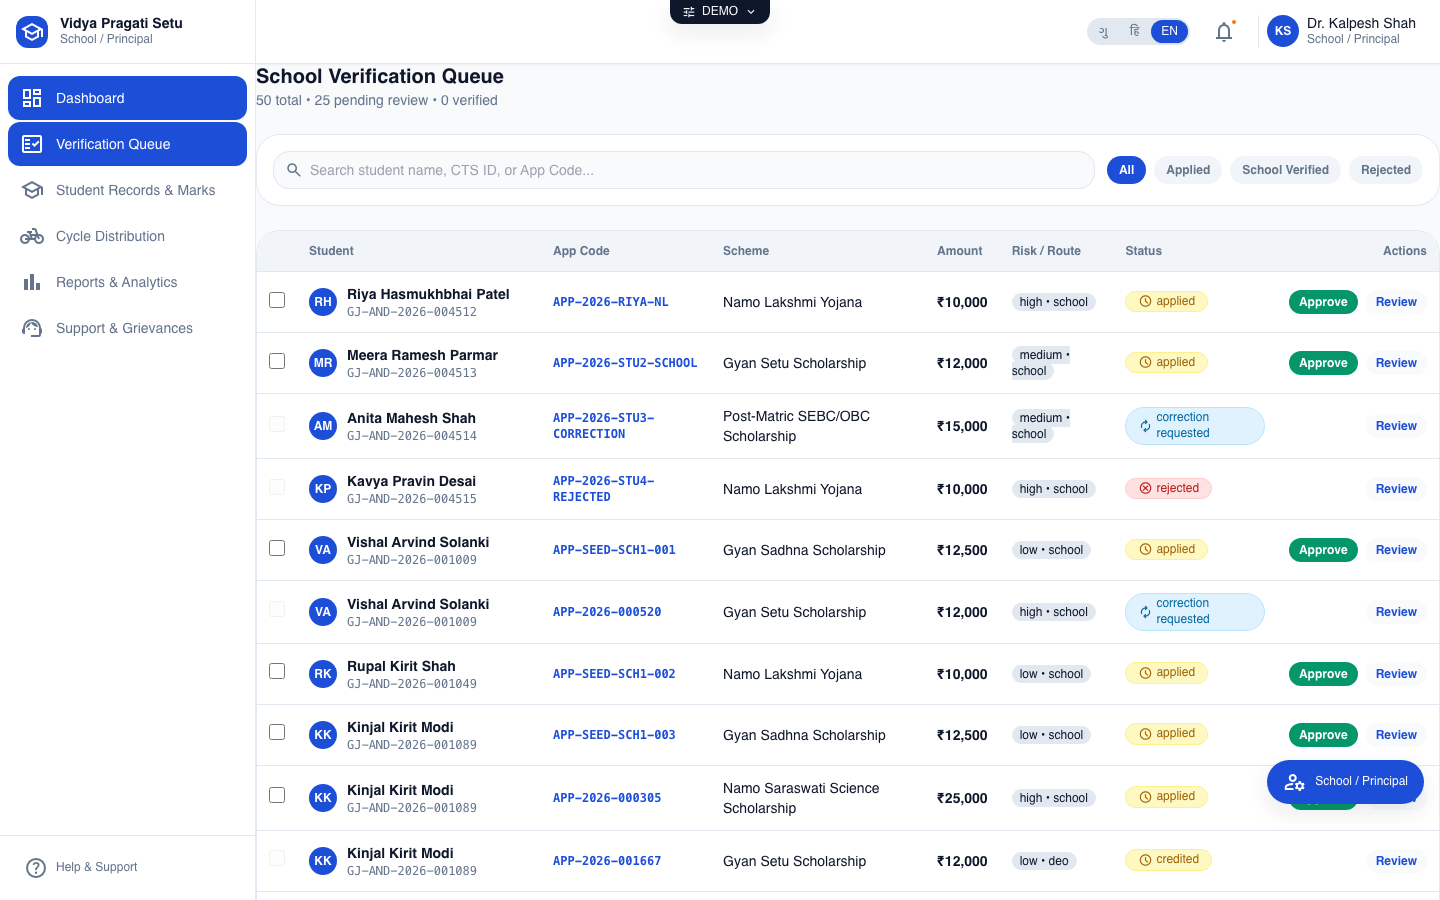 Vidya Pragati Setu
School / Principal
DEMO
ગુ हि EN
KS
Dr. Kalpesh Shah
School / Principal
Dashboard
Verification Queue
Student Records & Marks
Cycle Distribution
Reports & Analytics
Support & Grievances
Help & Support
School Verification Queue
50 total • 25 pending review • 0 verified
Search student name, CTS ID, or App Code...
All Applied School Verified Rejected
Student App Code Scheme Amount Risk / Route Status Actions
RH Riya Hasmukhbhai Patel
GJ-AND-2026-004512
APP-2026-RIYA-NL
Namo Lakshmi Yojana
₹10,000
high • school
applied
Approve Review
MR Meera Ramesh Parmar
GJ-AND-2026-004513
APP-2026-STU2-SCHOOL
Gyan Setu Scholarship
₹12,000
medium •
school
applied
Approve Review
AM Anita Mahesh Shah
GJ-AND-2026-004514
APP-2026-STU3-
CORRECTION
Post-Matric SEBC/OBC
Scholarship
₹15,000
medium •
school
correction
requested
Review
KP Kavya Pravin Desai
GJ-AND-2026-004515
APP-2026-STU4-
REJECTED
Namo Lakshmi Yojana
₹10,000
high • school
rejected
Review
VA Vishal Arvind Solanki
GJ-AND-2026-001009
APP-SEED-SCH1-001
Gyan Sadhna Scholarship
₹12,500
low • school
applied
Approve Review
VA Vishal Arvind Solanki
GJ-AND-2026-001009
APP-2026-000520
Gyan Setu Scholarship
₹12,000
high • school
correction
requested
Review
RK Rupal Kirit Shah
GJ-AND-2026-001049
APP-SEED-SCH1-002
Namo Lakshmi Yojana
₹10,000
low • school
applied
Approve Review
KK Kinjal Kirit Modi
GJ-AND-2026-001089
APP-SEED-SCH1-003
Gyan Sadhna Scholarship
₹12,500
low • school
applied
Approve Review
KK Kinjal Kirit Modi
GJ-AND-2026-001089
APP-2026-000305
Namo Saraswati Science
Scholarship
₹25,000
high • school
applied
School / Principal
KK Kinjal Kirit Modi
GJ-AND-2026-001089
APP-2026-001667
Gyan Setu Scholarship
₹12,000
low • deo
credited
Review